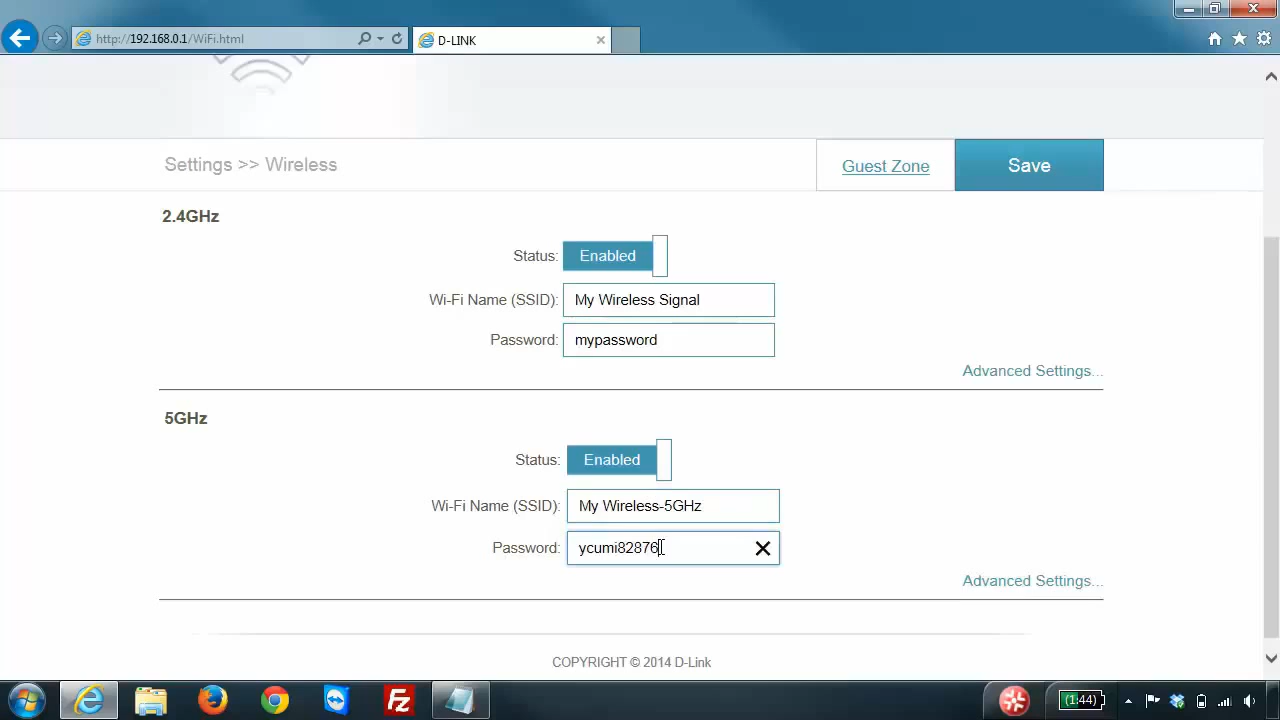 http://192.168.0.1/WiFi.html
D-LINK
Settings >> Wireless
Guest Zone
Save
2.4GHz
Status: Enabled
Wi-Fi Name (SSID): My Wireless Signal
Password: mypassword
Advanced Settings...
5GHz
Status: Enabled
Wi-Fi Name (SSID): My Wireless-5GHz
Password: ycumi82876
Advanced Settings...
COPYRIGHT © 2014 D-Link
Fz
(1:44)